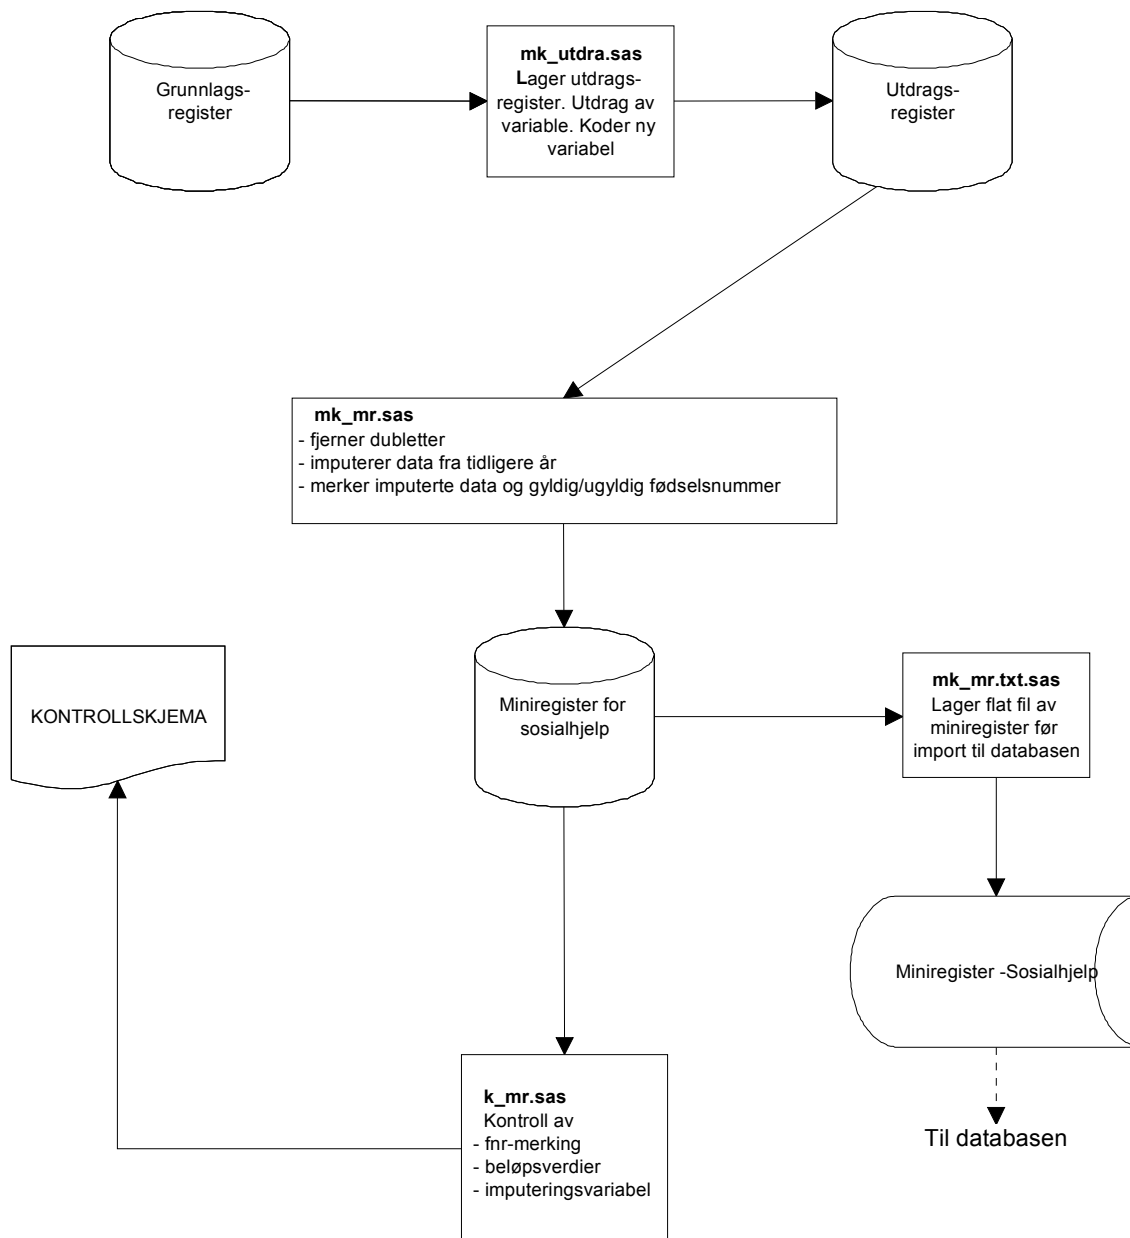 Grunnlags-
register
mk_utdra.sas
Lager utdrags-
register. Utdrag av
variable. Koder ny
variabel
Utdrags-
register
mk_mr.sas
- fjerner dubletter
- imputerer data fra tidligere år
- merker imputerte data og gyldig/ugyldig fødselsnummer
KONTROLLSKJEMA
Miniregister for
sosialhjelp
mk_mr.txt.sas
Lager flat fil av
miniregister før
import til databasen
Miniregister -Sosialhjelp
Til databasen
k_mr.sas
Kontroll av
- fnr-merking
- beløpsverdier
- imputeringsvariabel